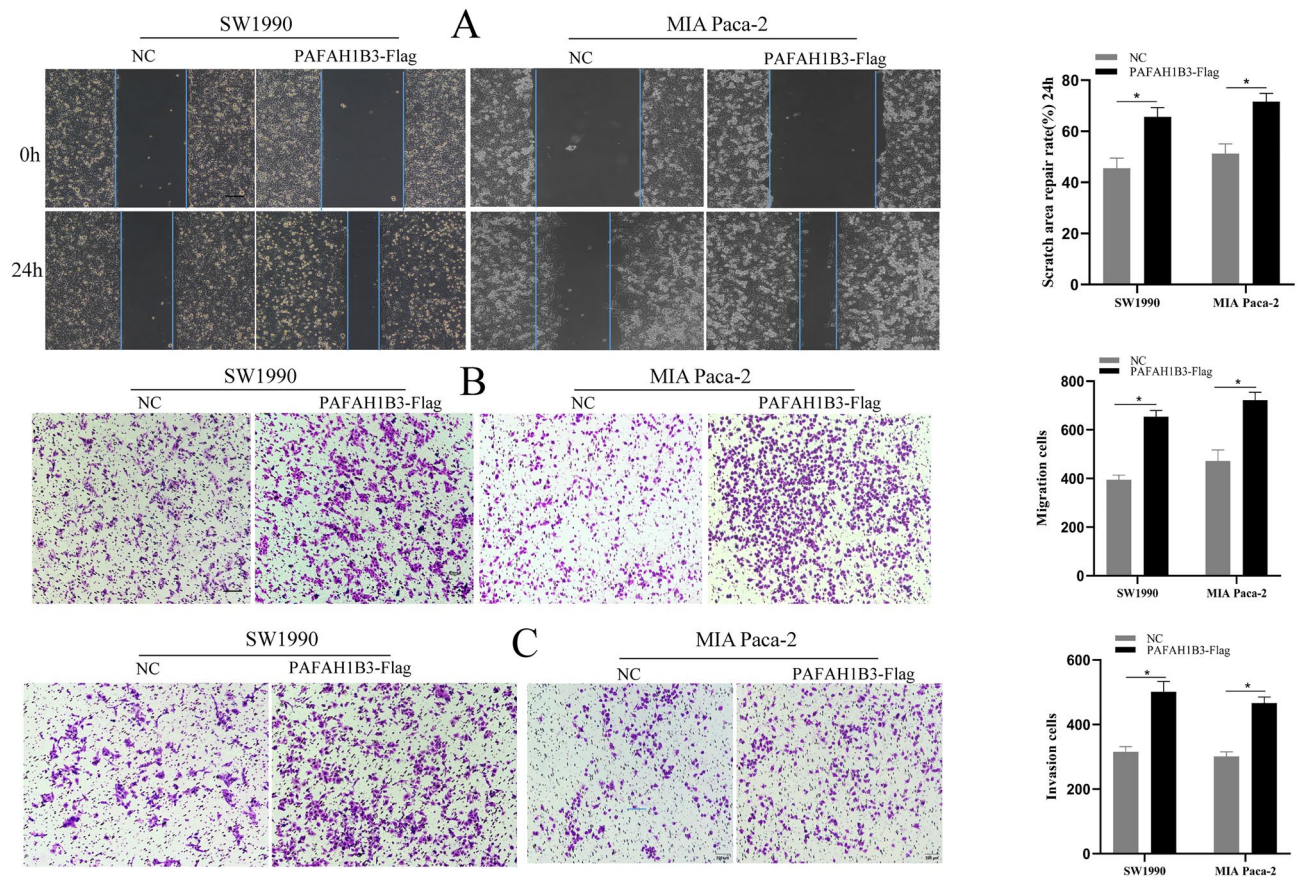 A
SW1990
MIA Paca-2
NC
PAFAH1B3-Flag
NC
PAFAH1B3-Flag
0h
24h
NC
PAFAH1B3-Flag
Scratch area repair rate(%) 24h
80
60
40
20
0
*
*
SW1990
MIA Paca-2
B
SW1990
MIA Paca-2
NC
PAFAH1B3-Flag
NC
PAFAH1B3-Flag
NC
PAFAH1B3-Flag
Migration cells
800
600
400
200
0
*
*
SW1990
MIA Paca-2
C
SW1990
MIA Paca-2
NC
PAFAH1B3-Flag
NC
PAFAH1B3-Flag
NC
PAFAH1B3-Flag
Invasion cells
600
400
200
0
*
*
SW1990
MIA Paca-2